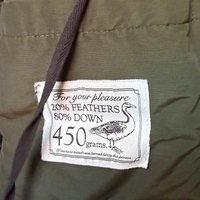 For your pleasure
20% FEATHERS
80% DOWN
450
grams.